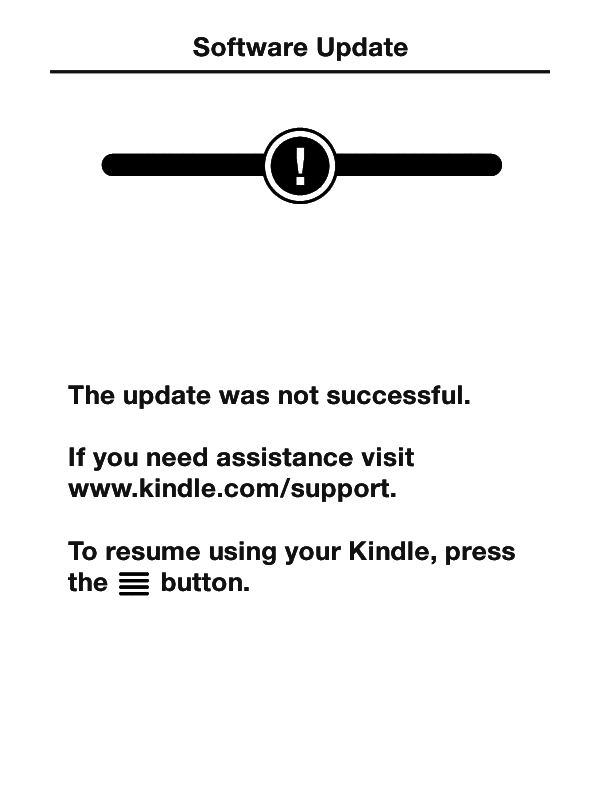 Software Update
!
The update was not successful.
If you need assistance visit
www.kindle.com/support.
To resume using your Kindle, press
the button.